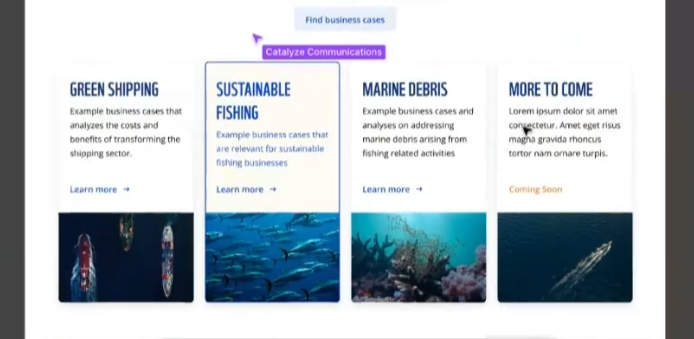 Find business cases
Catalyze Communications
GREEN SHIPPING
Example business cases that
analyzes the costs and
benefits of transforming the
shipping sector.
Learn more →
SUSTAINABLE
FISHING
Example business cases that
are relevant for sustainable
fishing businesses
Learn more →
MARINE DEBRIS
Example business cases and
analyses on addressing
marine debris arising from
fishing related activities
Learn more →
MORE TO COME
Lorem ipsum dolor sit amet
consectetur. Amet eget risus
magna gravida rhoncus
tortor nam ornare turpis.
Coming Soon